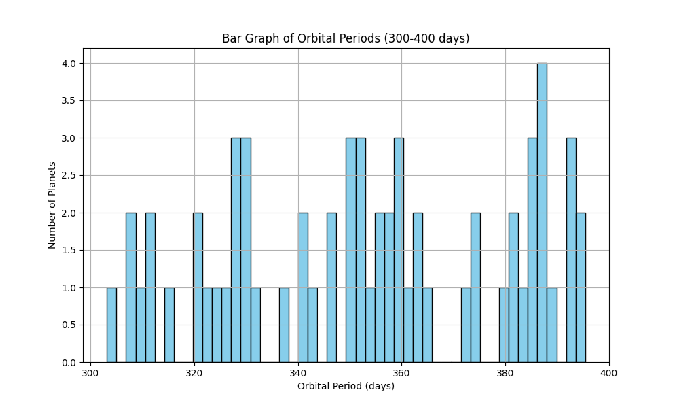 Bar Graph of Orbital Periods (300-400 days)
4.0
3.5
3.0
2.5
2.0
1.5
1.0
0.5
0.0
Number of Planets
300 320 340 360 380 400
Orbital Period (days)